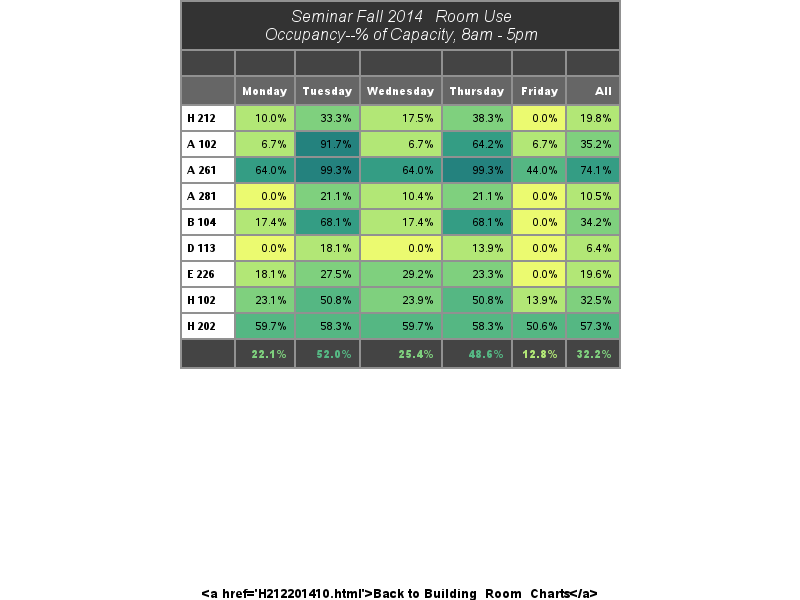 Seminar Fall 2014   Room Use
Occupancy--% of Capacity, 8am - 5pm
Monday Tuesday Wednesday Thursday Friday All
H 212 10.0% 33.3% 17.5% 38.3% 0.0% 19.8%
A 102 6.7% 91.7% 6.7% 64.2% 6.7% 35.2%
A 261 64.0% 99.3% 64.0% 99.3% 44.0% 74.1%
A 281 0.0% 21.1% 10.4% 21.1% 0.0% 10.5%
B 104 17.4% 68.1% 17.4% 68.1% 0.0% 34.2%
D 113 0.0% 18.1% 0.0% 13.9% 0.0% 6.4%
E 226 18.1% 27.5% 29.2% 23.3% 0.0% 19.6%
H 102 23.1% 50.8% 23.9% 50.8% 13.9% 32.5%
H 202 59.7% 58.3% 59.7% 58.3% 50.6% 57.3%
22.1% 52.0% 25.4% 48.6% 12.8% 32.2%
<a href='H212201410.html'>Back to Building_Room_Charts</a>